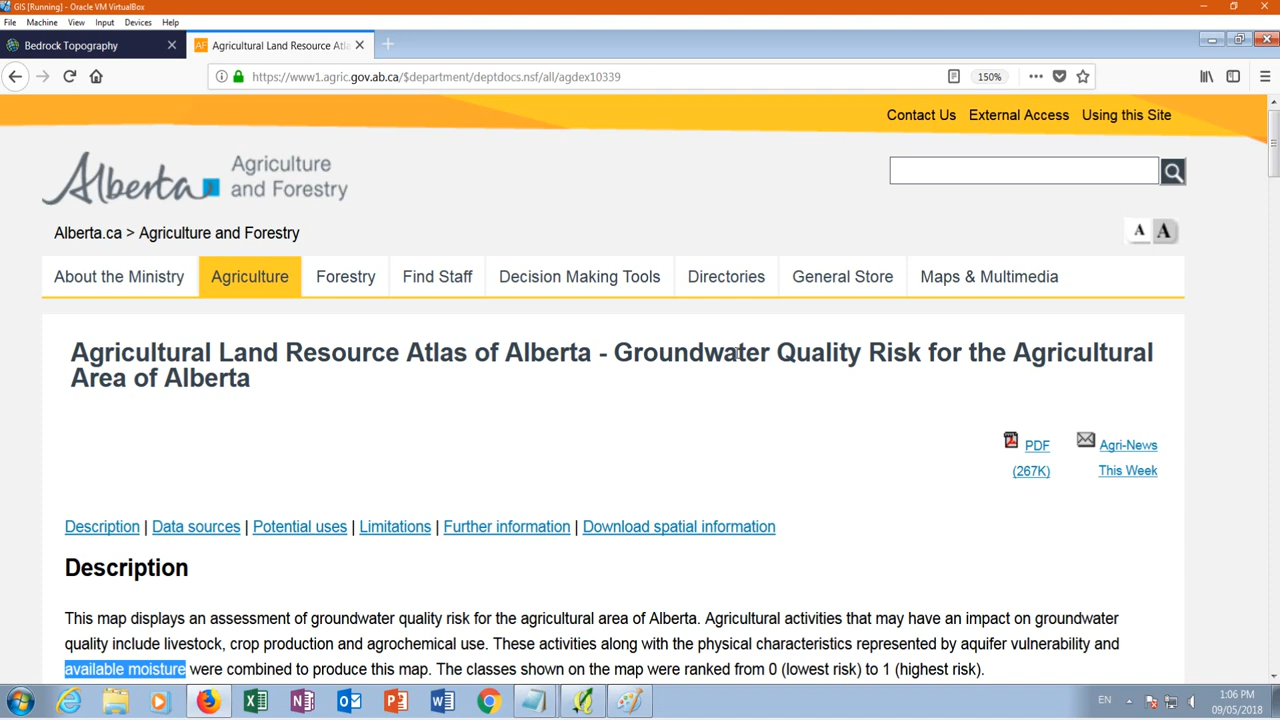 GIS [Running] - Oracle VM VirtualBox
File Machine View Input Devices Help
Bedrock Topography
AF Agricultural Land Resource Atl
https://www1.agric.gov.ab.ca/$department/deptdocs.nsf/all/agdex10339
150%
Contact Us External Access Using this Site
Alberta Agriculture
and Forestry
Alberta.ca > Agriculture and Forestry
A A
About the Ministry Agriculture Forestry Find Staff Decision Making Tools Directories General Store Maps & Multimedia
Agricultural Land Resource Atlas of Alberta - Groundwater Quality Risk for the Agricultural
Area of Alberta
PDF
(267K)
Agri-News
This Week
Description | Data sources | Potential uses | Limitations | Further information | Download spatial information
Description
This map displays an assessment of groundwater quality risk for the agricultural area of Alberta. Agricultural activities that may have an impact on groundwater
quality include livestock, crop production and agrochemical use. These activities along with the physical characteristics represented by aquifer vulnerability and
available moisture were combined to produce this map. The classes shown on the map were ranked from 0 (lowest risk) to 1 (highest risk).
EN
1:06 PM
09/05/2018